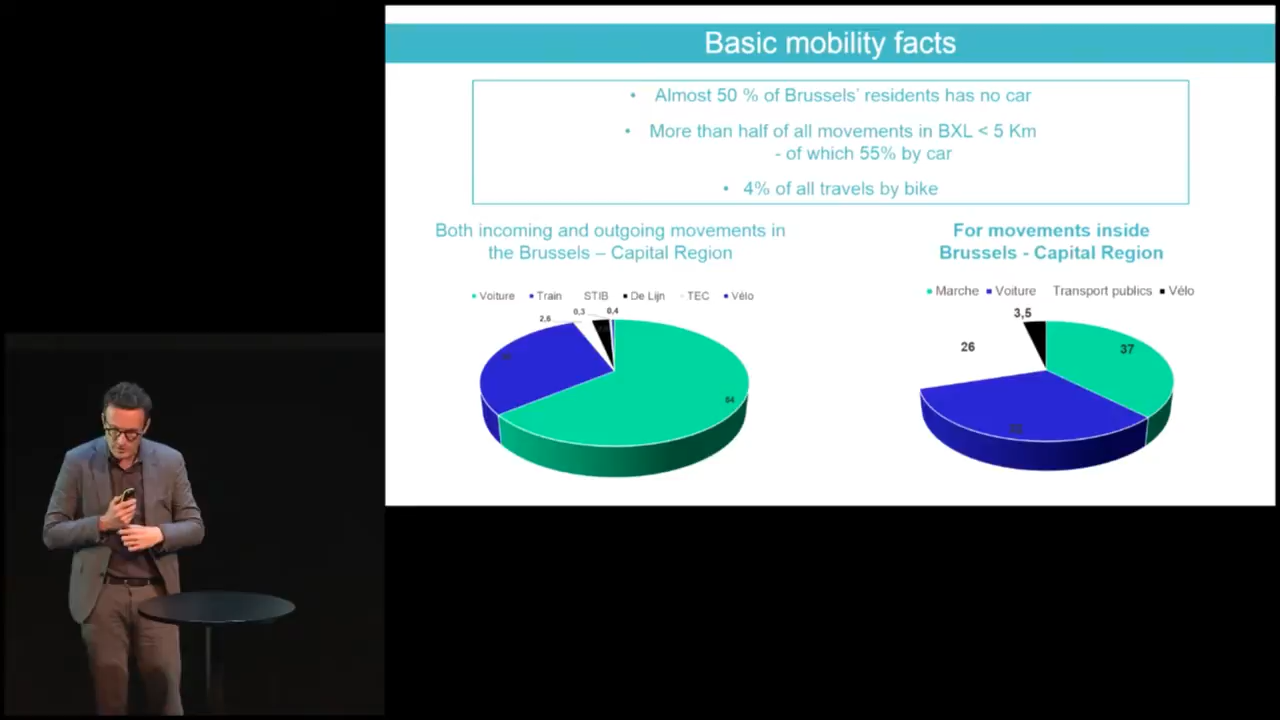 Basic mobility facts
• Almost 50 % of Brussels' residents has no car
• More than half of all movements in BXL < 5 Km
- of which 55% by car
• 4% of all travels by bike
Both incoming and outgoing movements in
the Brussels – Capital Region
Voiture Train STIB De Lijn TEC Vélo
2,6 0,3 0,4
64
For movements inside
Brussels - Capital Region
Marche Voiture Transport publics Vélo
3,5
26
37